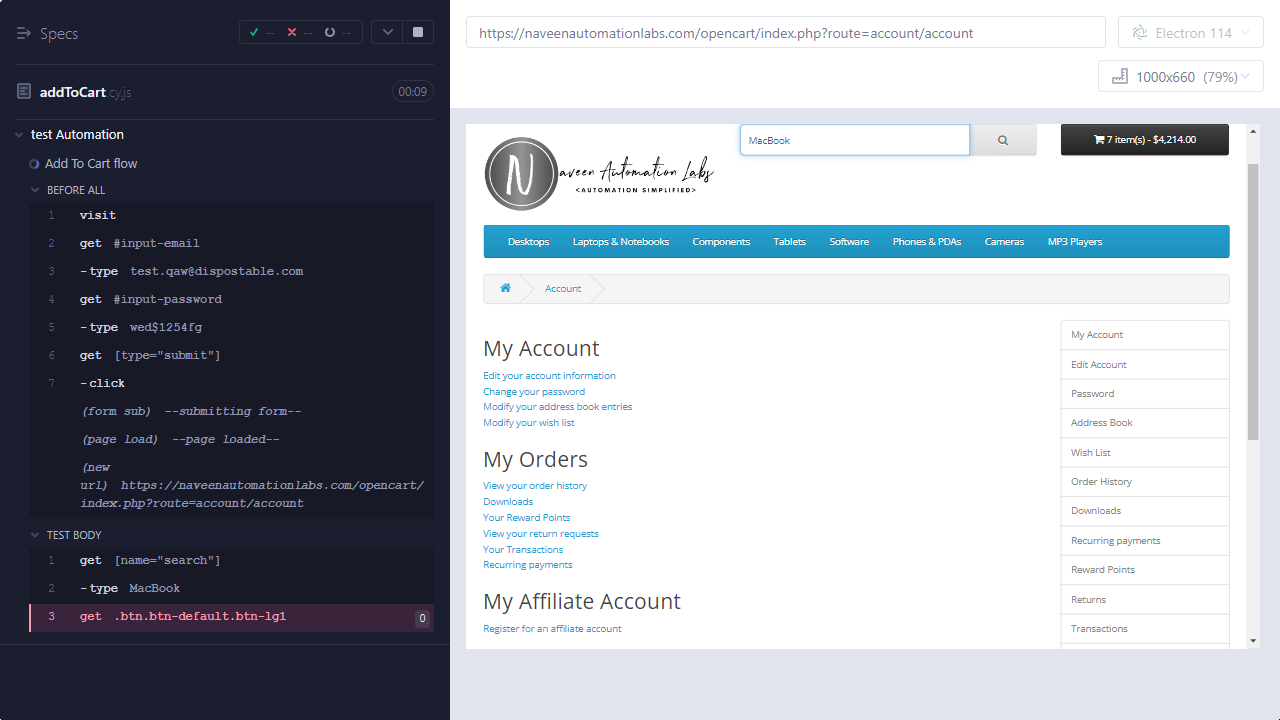 Specs
-- -- --
addToCart.cy.js 00:09
test Automation
Add To Cart flow
BEFORE ALL
1 visit
2 get #input-email
3 -type test.qaw@dispostable.com
4 get #input-password
5 -type wed$1254fg
6 get [type="submit"]
7 -click
(form sub) --submitting form--
(page load) --page loaded--
(new
url) https://naveenautomationlabs.com/opencart/
index.php?route=account/account
TEST BODY
1 get [name="search"]
2 -type MacBook
3 get .btn.btn-default.btn-lg1 0
https://naveenautomationlabs.com/opencart/index.php?route=account/account
Electron 114
1000x660 (79%)
N aveen Automation Labs
<AUTOMATION SIMPLIFIED>
MacBook
7 item(s) - $4,214.00
Desktops Laptops & Notebooks Components Tablets Software Phones & PDAs Cameras MP3 Players
Account
My Account
Edit your account information
Change your password
Modify your address book entries
Modify your wish list
My Orders
View your order history
Downloads
Your Reward Points
View your return requests
Your Transactions
Recurring payments
My Affiliate Account
Register for an affiliate account
My Account
Edit Account
Password
Address Book
Wish List
Order History
Downloads
Recurring payments
Reward Points
Returns
Transactions